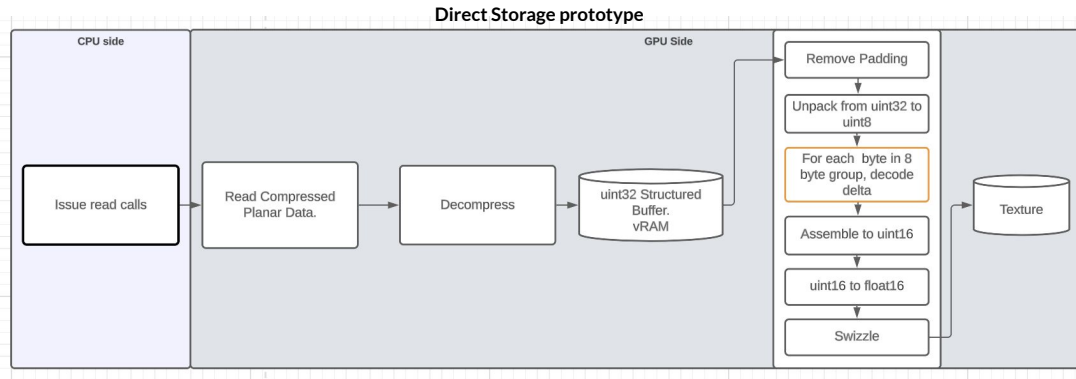 Direct Storage prototype
CPU side
GPU Side
Issue read calls
Read Compressed
Planar Data.
Decompress
uint32 Structured
Buffer.
vRAM
Remove Padding
Unpack from uint32 to
uint8
For each byte in 8
byte group, decode
delta
Assemble to uint16
uint16 to float16
Swizzle
Texture